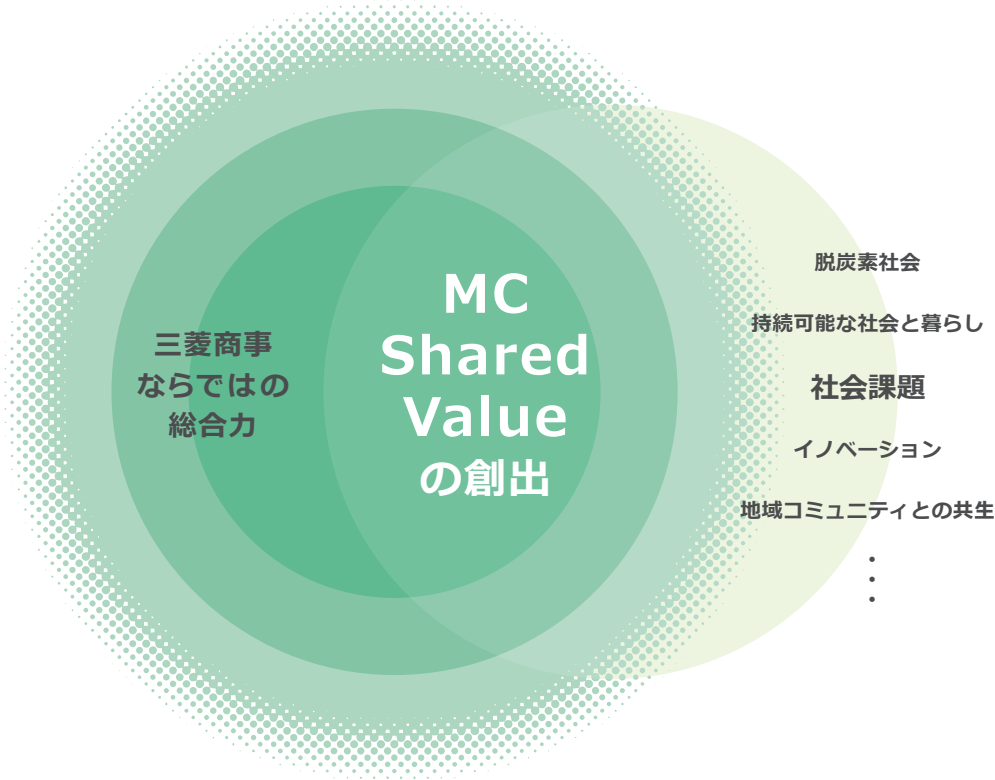 三菱商事
ならではの
総合力
MC
Shared
Value
の創出
脱炭素社会
持続可能な社会と暮らし
社会課題
イノベーション
地域コミュニティとの共生
・
・
・